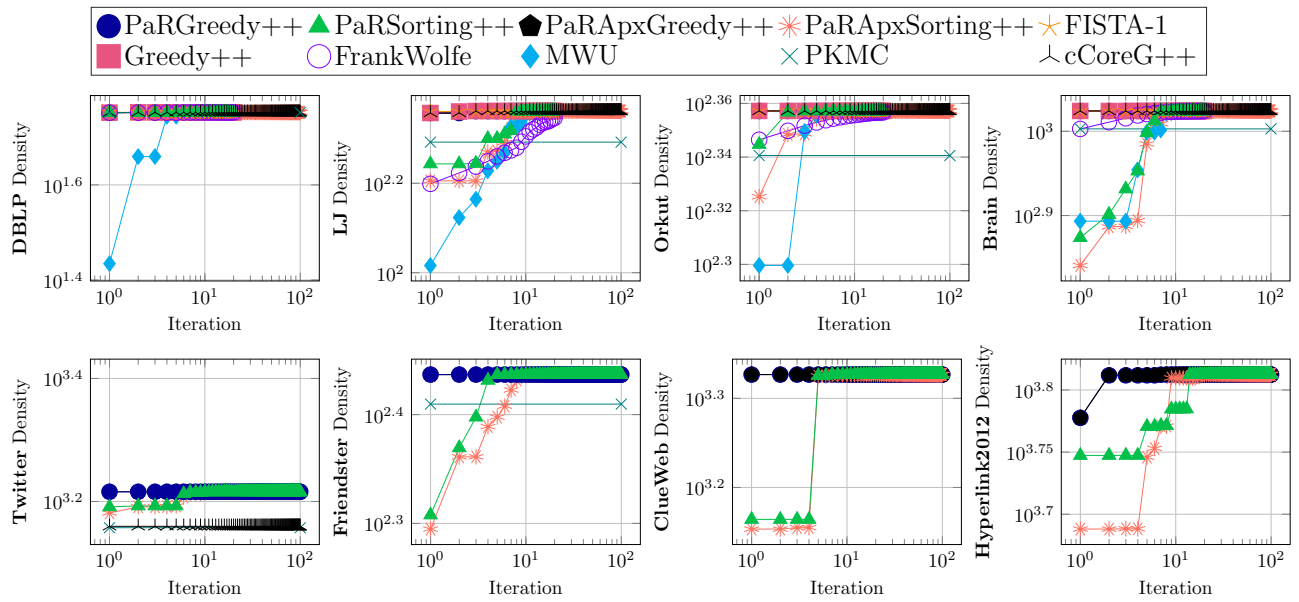 PaRGreedy++ PaRSorting++ PaRApxGreedy++ PaRApxSorting++ FISTA-1
Greedy++ FrankWolfe MWU PKMC cCoreG++
DBLP Density
10^1.6
10^1.4
10^0 10^1 10^2
Iteration
LJ Density
10^2.2
10^2
10^0 10^1 10^2
Iteration
Orkut Density
10^2.36
10^2.34
10^2.32
10^2.3
10^0 10^1 10^2
Iteration
Brain Density
10^3
10^2.9
10^0 10^1 10^2
Iteration
Twitter Density
10^3.4
10^3.2
10^0 10^1 10^2
Iteration
Friendster Density
10^2.4
10^2.3
10^0 10^1 10^2
Iteration
ClueWeb Density
10^3.3
10^3.2
10^0 10^1 10^2
Iteration
Hyperlink2012 Density
10^3.8
10^3.75
10^3.7
10^0 10^1 10^2
Iteration